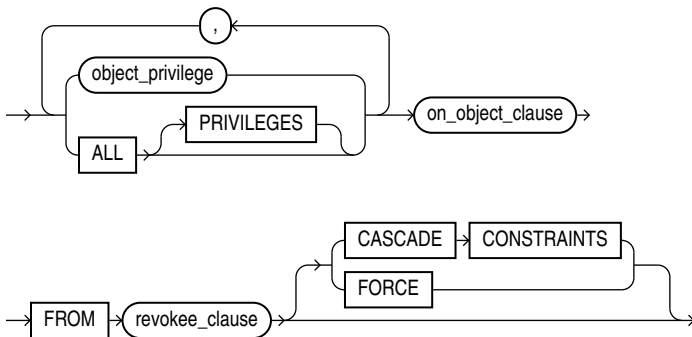 ,
object_privilege
ALL PRIVILEGES on_object_clause
CASCADE CONSTRAINTS
FORCE
FROM revokee_clause